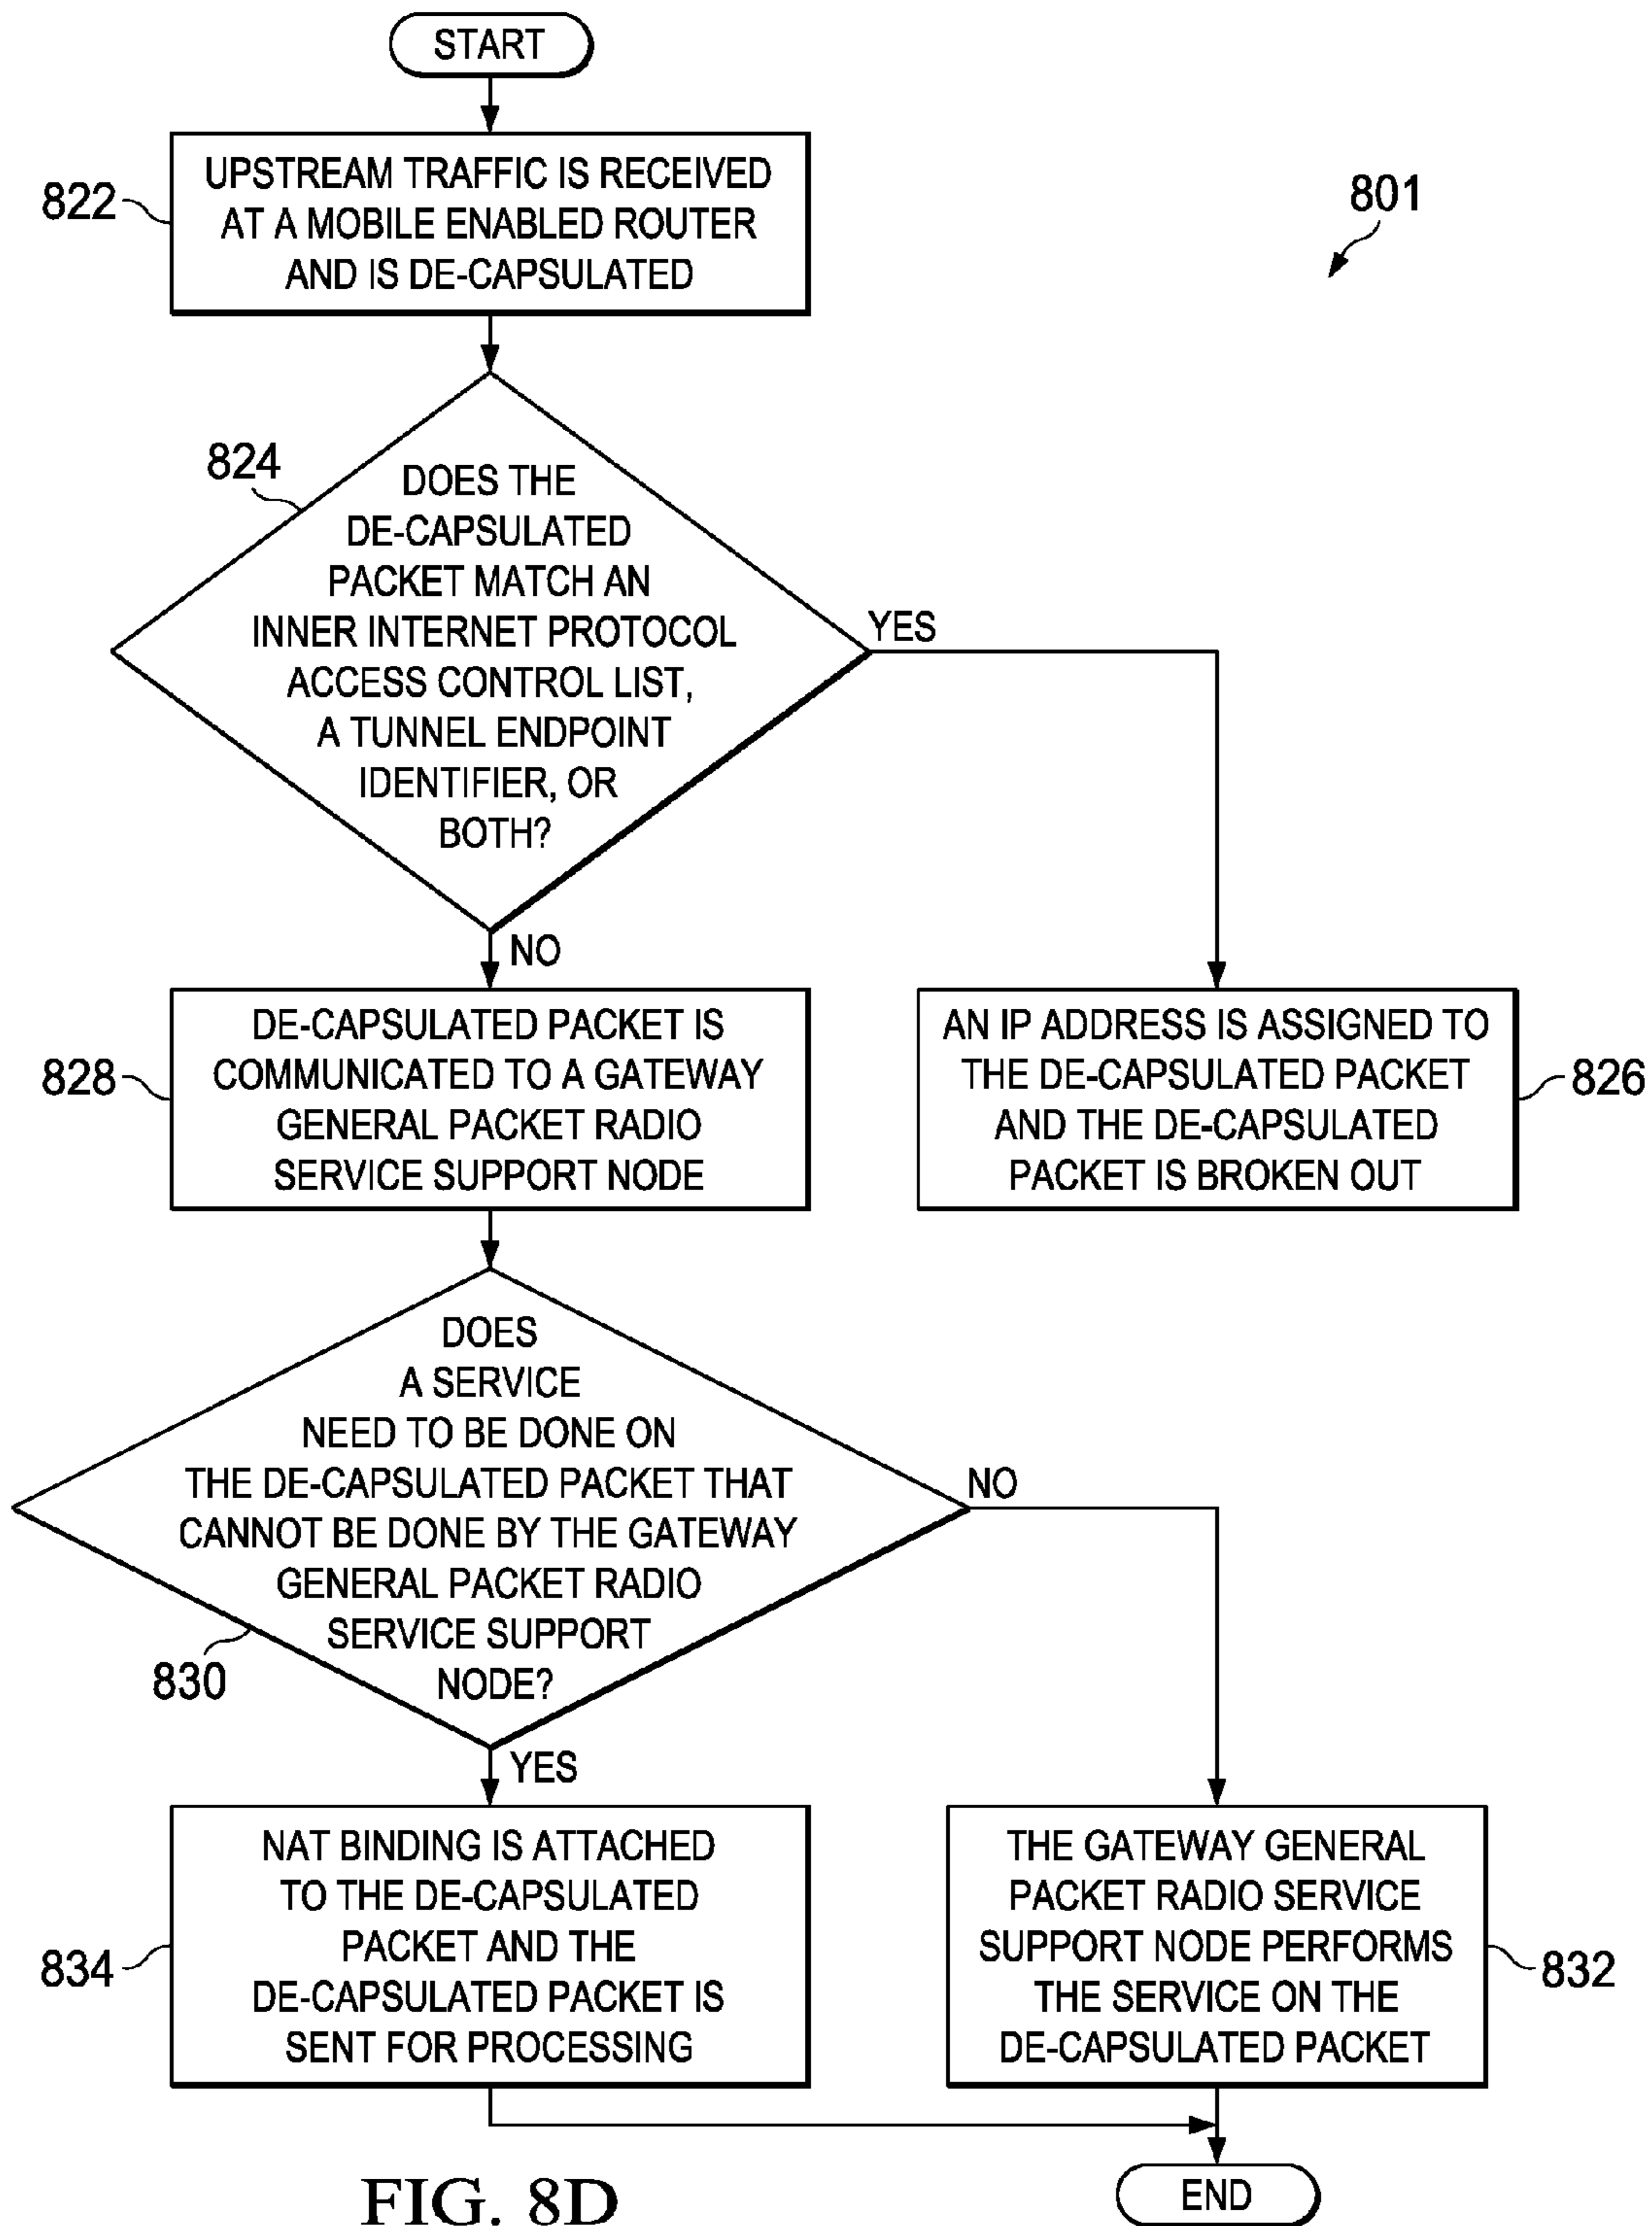 START
801
822
UPSTREAM TRAFFIC IS RECEIVED
AT A MOBILE ENABLED ROUTER
AND IS DE-CAPSULATED
824
DOES THE
DE-CAPSULATED
PACKET MATCH AN
INNER INTERNET PROTOCOL
ACCESS CONTROL LIST,
A TUNNEL ENDPOINT
IDENTIFIER, OR
BOTH?
YES
NO
828
DE-CAPSULATED PACKET IS
COMMUNICATED TO A GATEWAY
GENERAL PACKET RADIO
SERVICE SUPPORT NODE
AN IP ADDRESS IS ASSIGNED TO
THE DE-CAPSULATED PACKET
AND THE DE-CAPSULATED
PACKET IS BROKEN OUT
826
DOES
A SERVICE
NEED TO BE DONE ON
THE DE-CAPSULATED PACKET THAT
CANNOT BE DONE BY THE GATEWAY
GENERAL PACKET RADIO
SERVICE SUPPORT
NODE?
830
NO
YES
834
NAT BINDING IS ATTACHED
TO THE DE-CAPSULATED
PACKET AND THE
DE-CAPSULATED PACKET IS
SENT FOR PROCESSING
THE GATEWAY GENERAL
PACKET RADIO SERVICE
SUPPORT NODE PERFORMS
THE SERVICE ON THE
DE-CAPSULATED PACKET
832
END
FIG. 8D